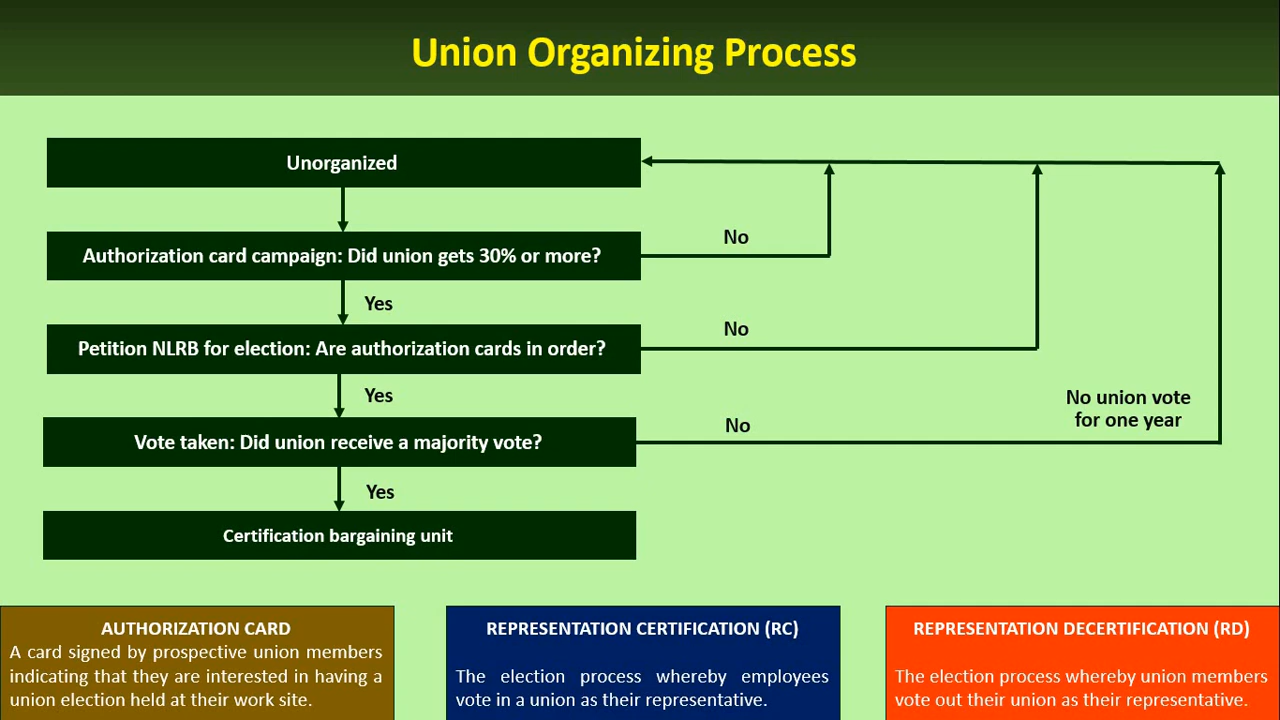 Union Organizing Process
Unorganized
Authorization card campaign: Did union gets 30% or more?
No
Yes
Petition NLRB for election: Are authorization cards in order?
No
Yes
Vote taken: Did union receive a majority vote?
No
No union vote
for one year
Yes
Certification bargaining unit
AUTHORIZATION CARD
A card signed by prospective union members
indicating that they are interested in having a
union election held at their work site.
REPRESENTATION CERTIFICATION (RC)
The election process whereby employees
vote in a union as their representative.
REPRESENTATION DECERTIFICATION (RD)
The election process whereby union members
vote out their union as their representative.